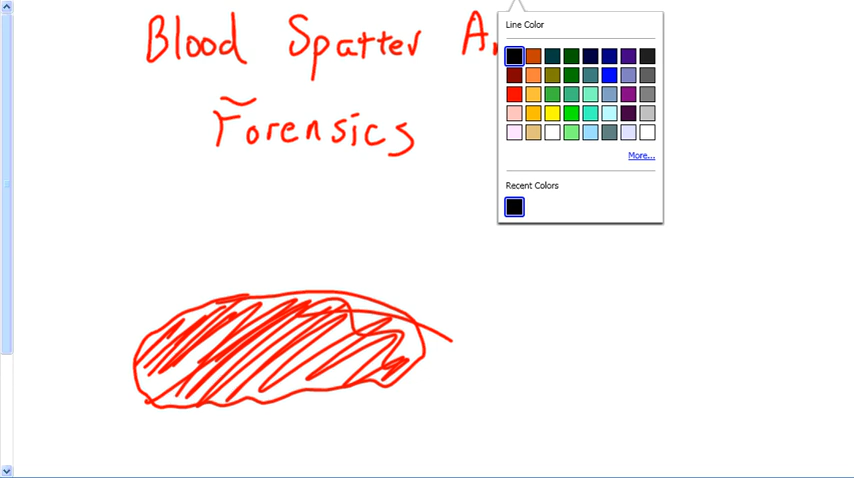 Blood Spatter
Forensics
Line Color
More...
Recent Colors